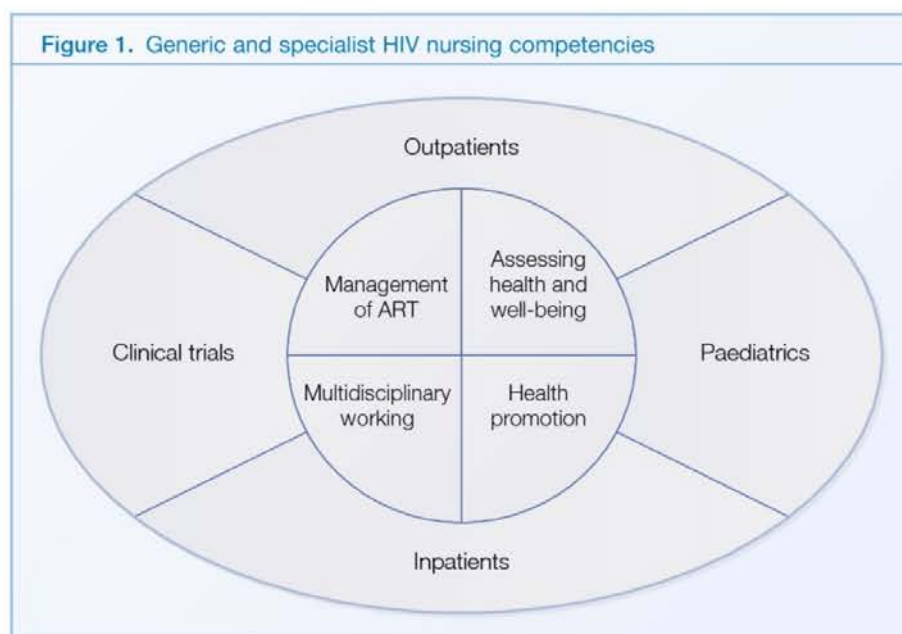 Figure 1. Generic and specialist HIV nursing competencies
Outpatients
Management
of ART
Assessing
health and
well-being
Clinical trials
Paediatrics
Multidisciplinary
working
Health
promotion
Inpatients